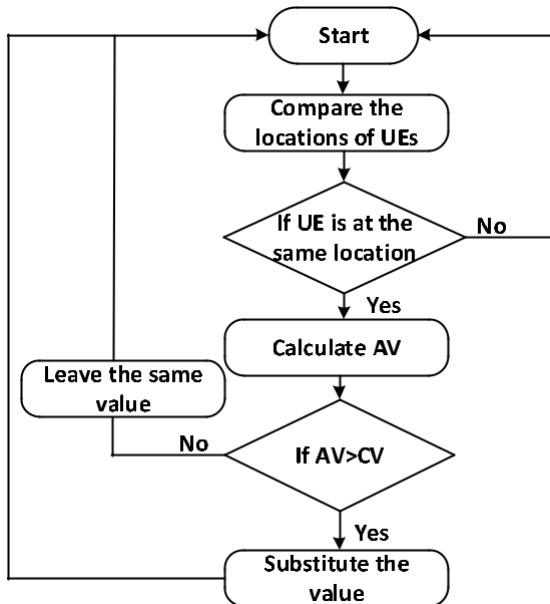 Start
Compare the
locations of UEs
If UE is at the
same location
No
Yes
Calculate AV
Leave the same
value
No
If AV>CV
Yes
Substitute the
value